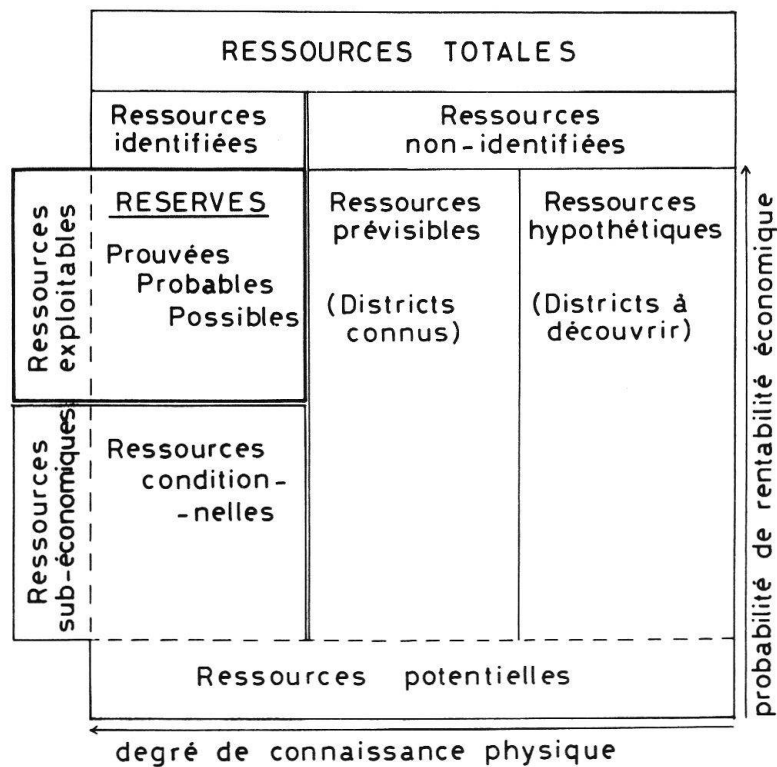 RESSOURCES TOTALES
Ressources
identifiées
Ressources
non-identifiées
Ressources
exploitables
RESERVES
Prouvées
Probables
Possibles
Ressources
prévisibles
(Districts
connus)
Ressources
hypothétiques
(Districts à
découvrir)
Ressources
sub-économiques
Ressources
condition-
-nelles
Ressources potentielles
probabilité de rentabilité économique
degré de connaissance physique